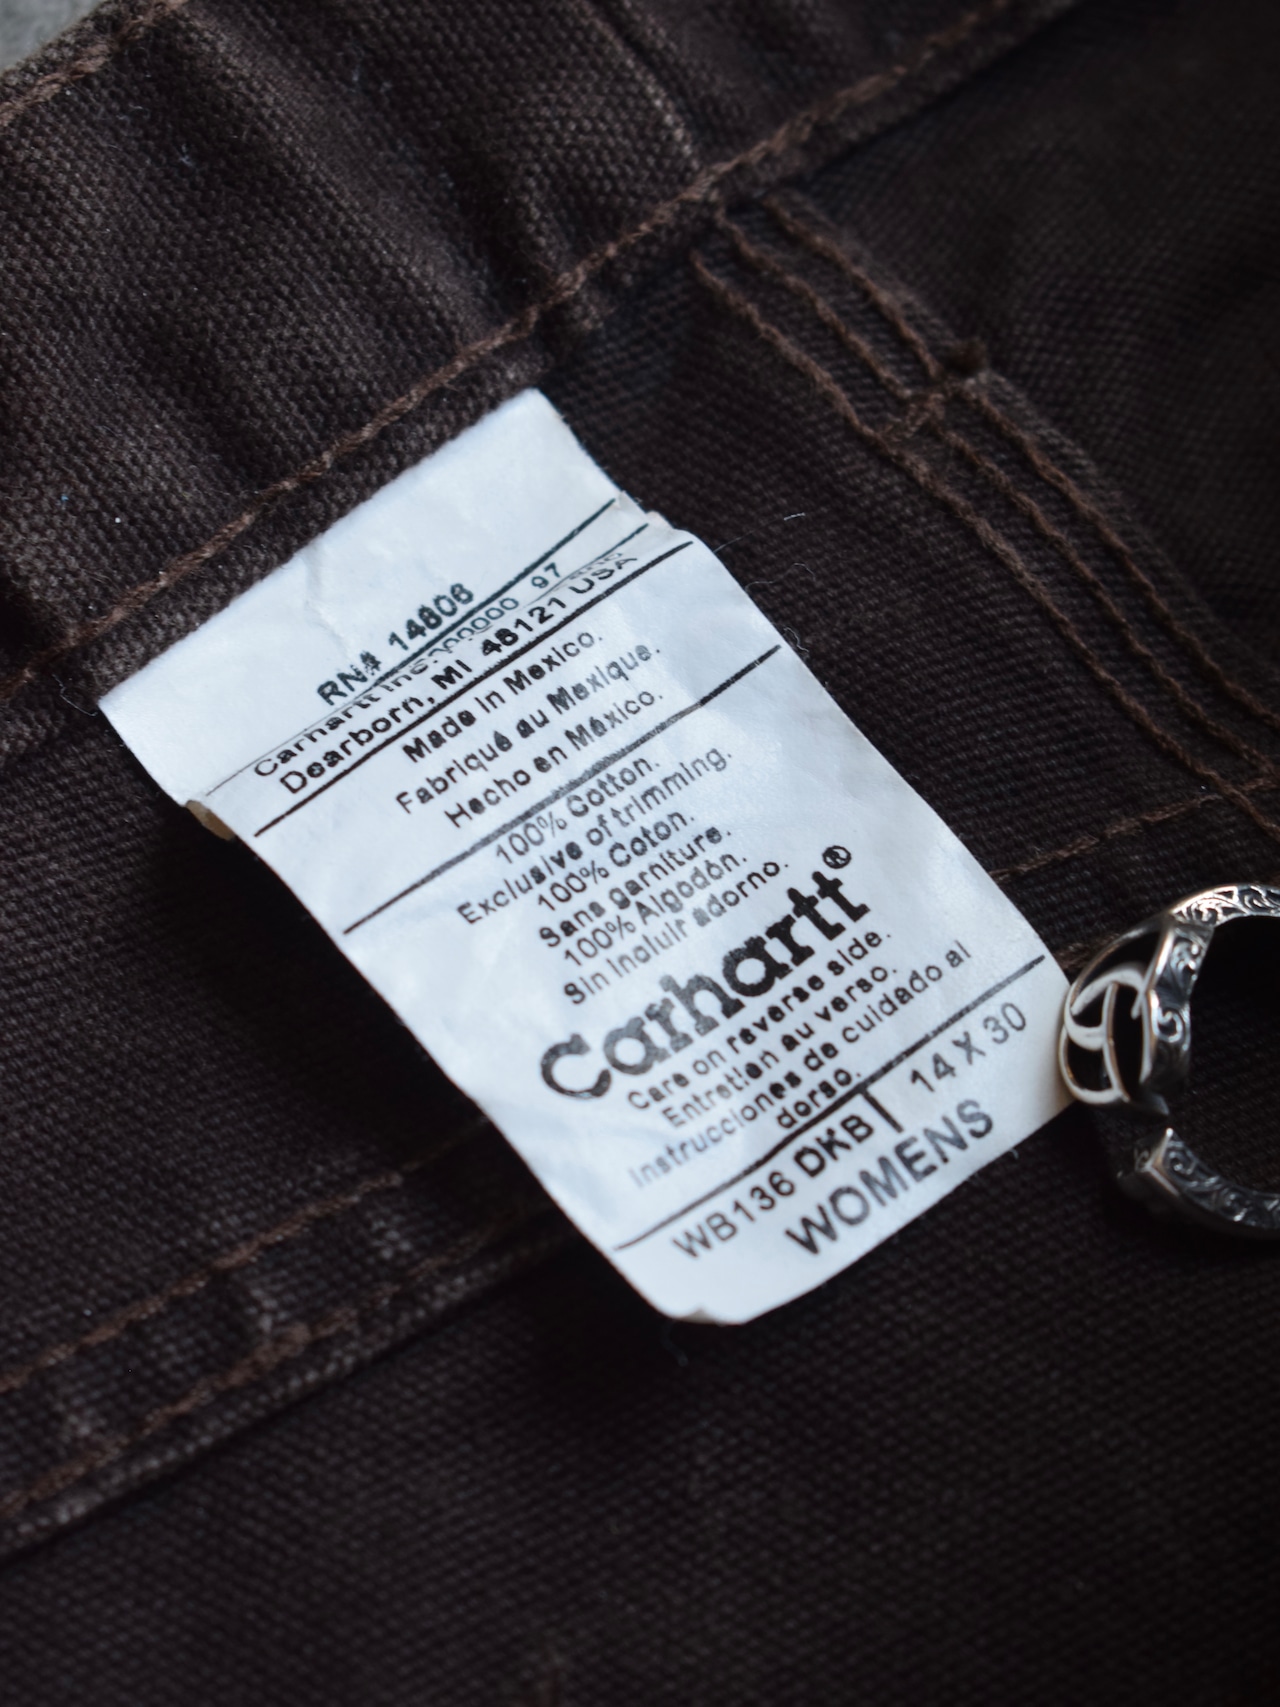 RN# 14806
Carhartt Inc. 000000 97
Dearborn, MI 48121 USA
Made in Mexico.
Fabriqué au Mexique.
Hecho en México.
100% Cotton.
Exclusive of trimming.
100% Coton.
Sans garniture.
100% Algodón.
Sin incluir adorno.
Carhartt®
Care on reverse side.
Entretien au verso.
Instrucciones de cuidado al
dorso.
WB136 DKB | 14 X 30
WOMENS